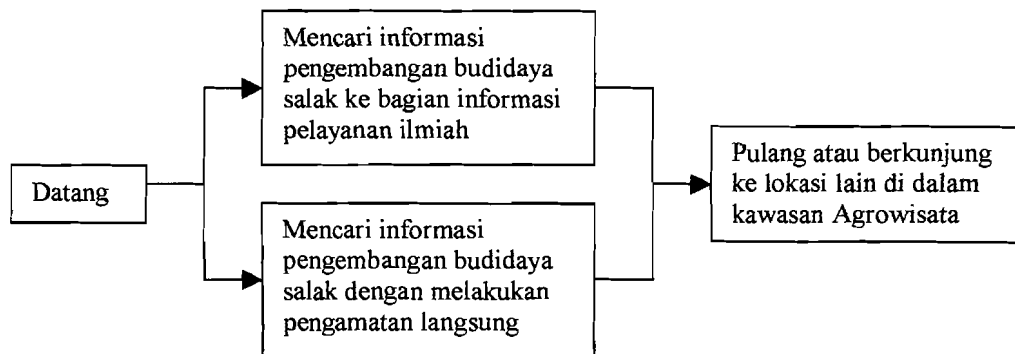 Datang
Mencari informasi
pengembangan budidaya
salak ke bagian informasi
pelayanan ilmiah
Mencari informasi
pengembangan budidaya
salak dengan melakukan
pengamatan langsung
Pulang atau berkunjung
ke lokasi lain di dalam
kawasan Agrowisata